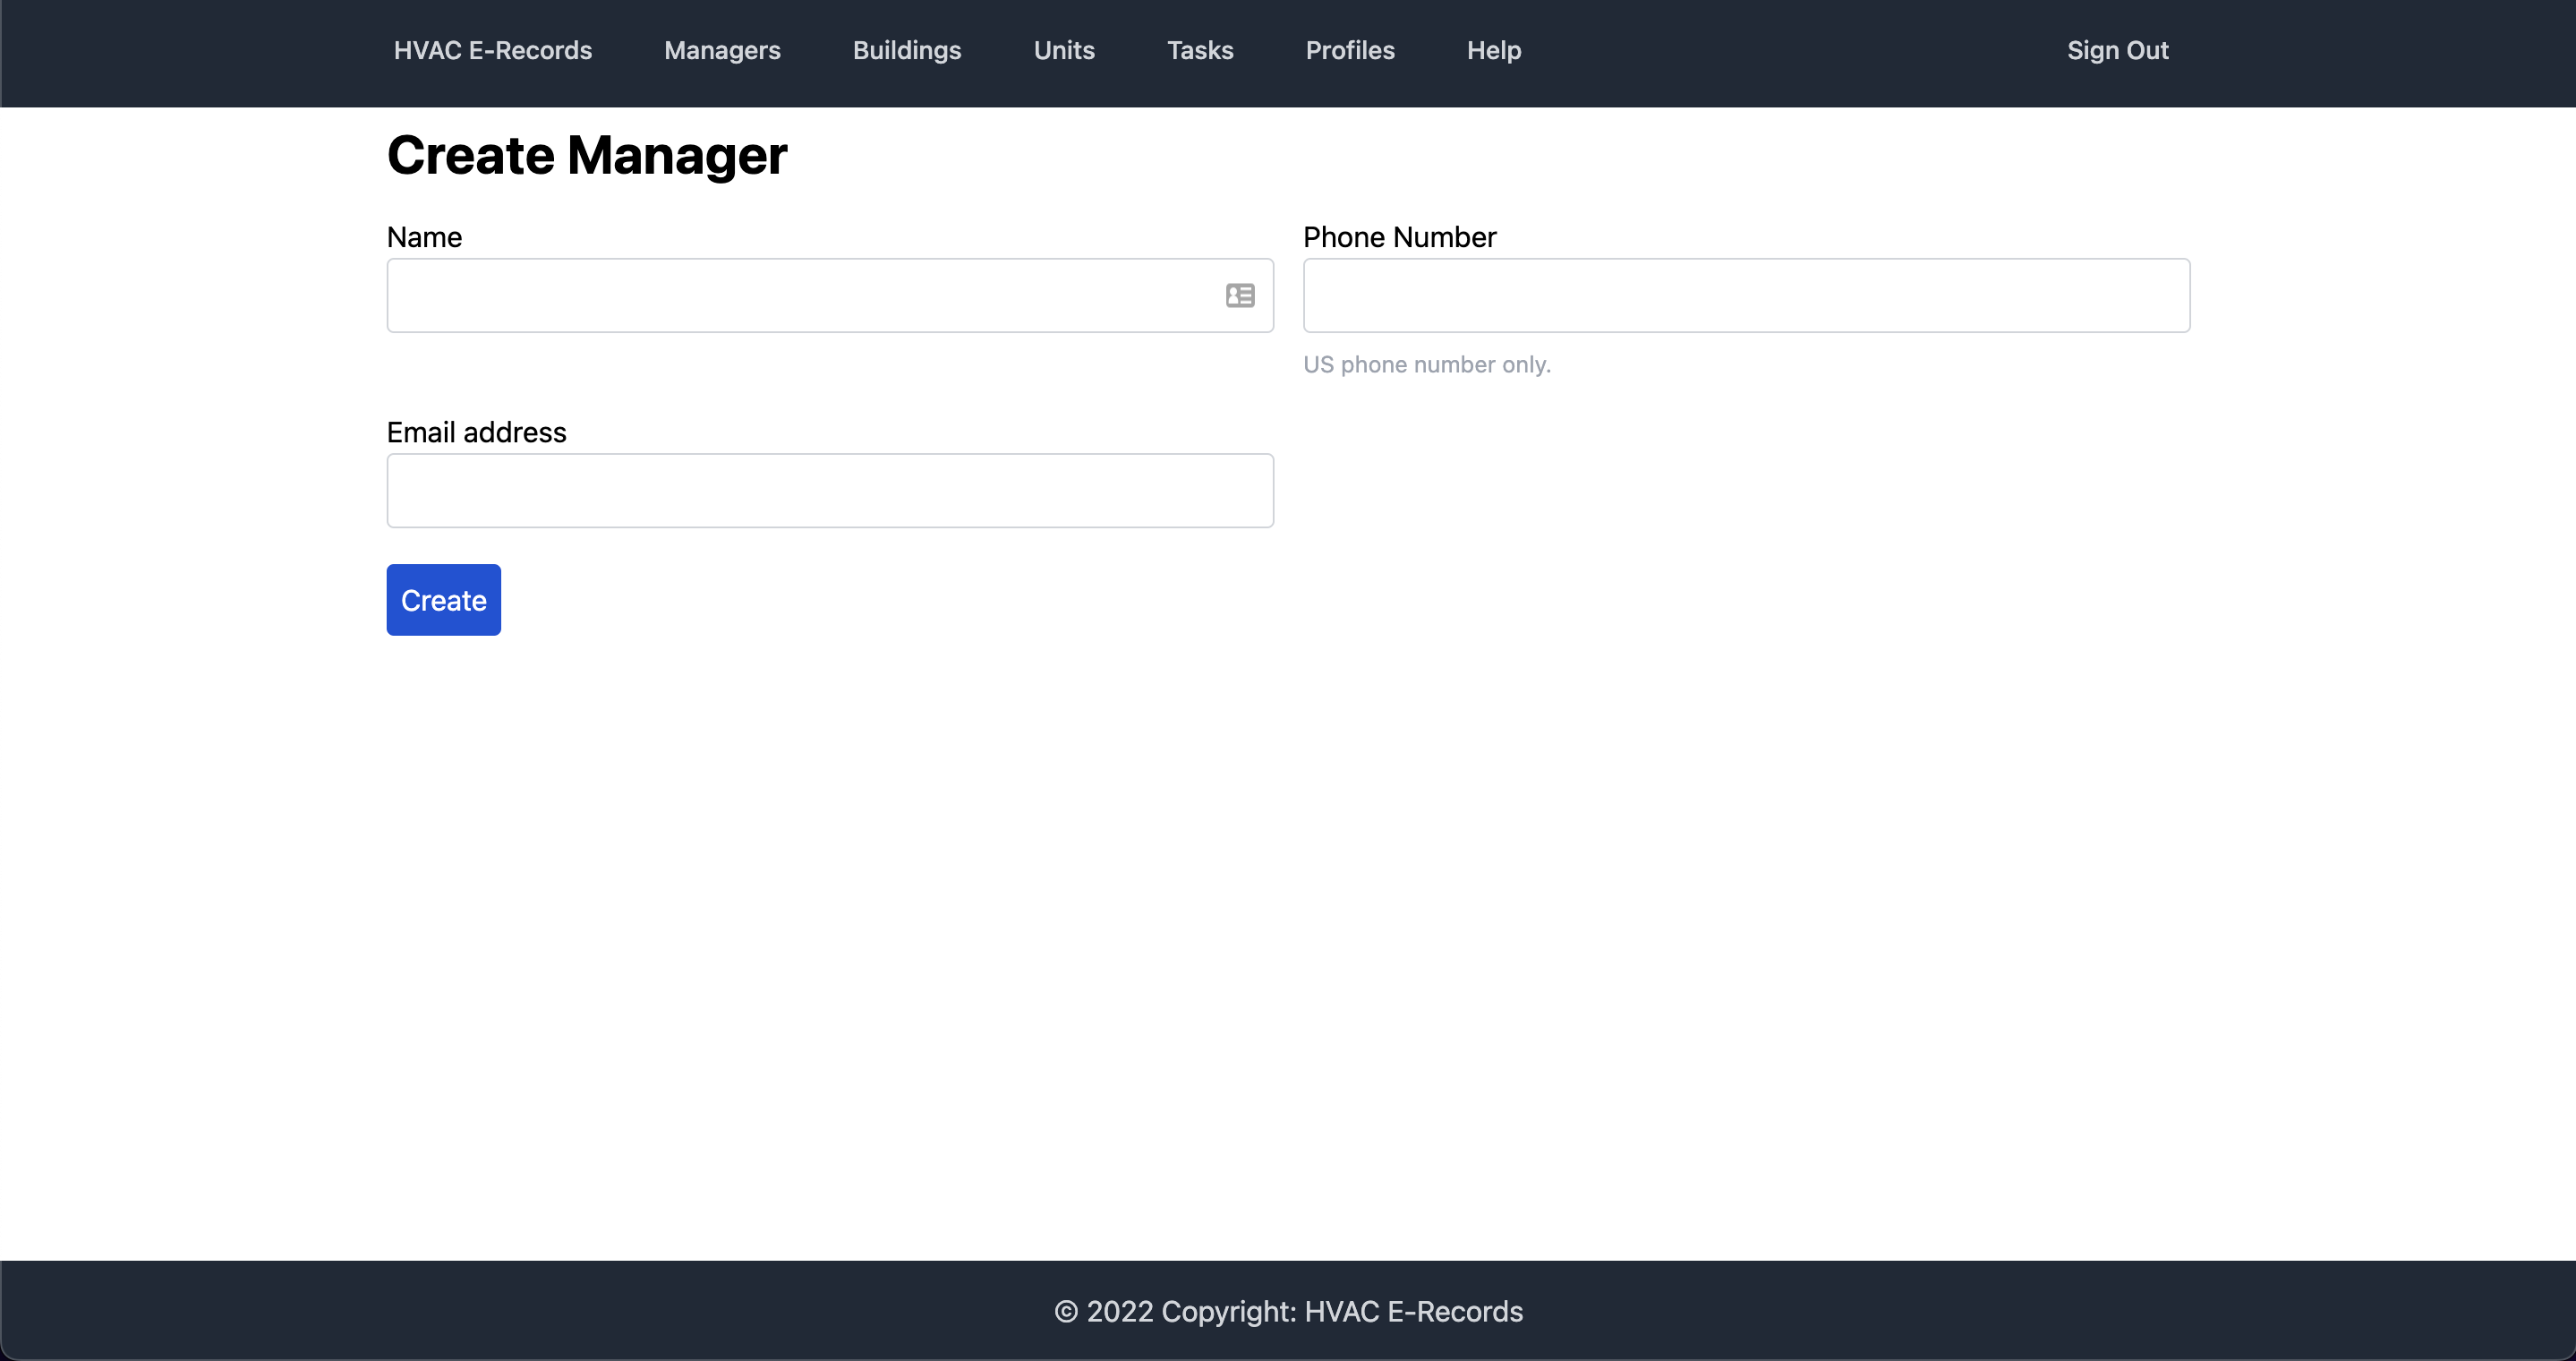 HVAC E-Records Managers Buildings Units Tasks Profiles Help Sign Out
Create Manager
Name
Phone Number
US phone number only.
Email address
Create
© 2022 Copyright: HVAC E-Records